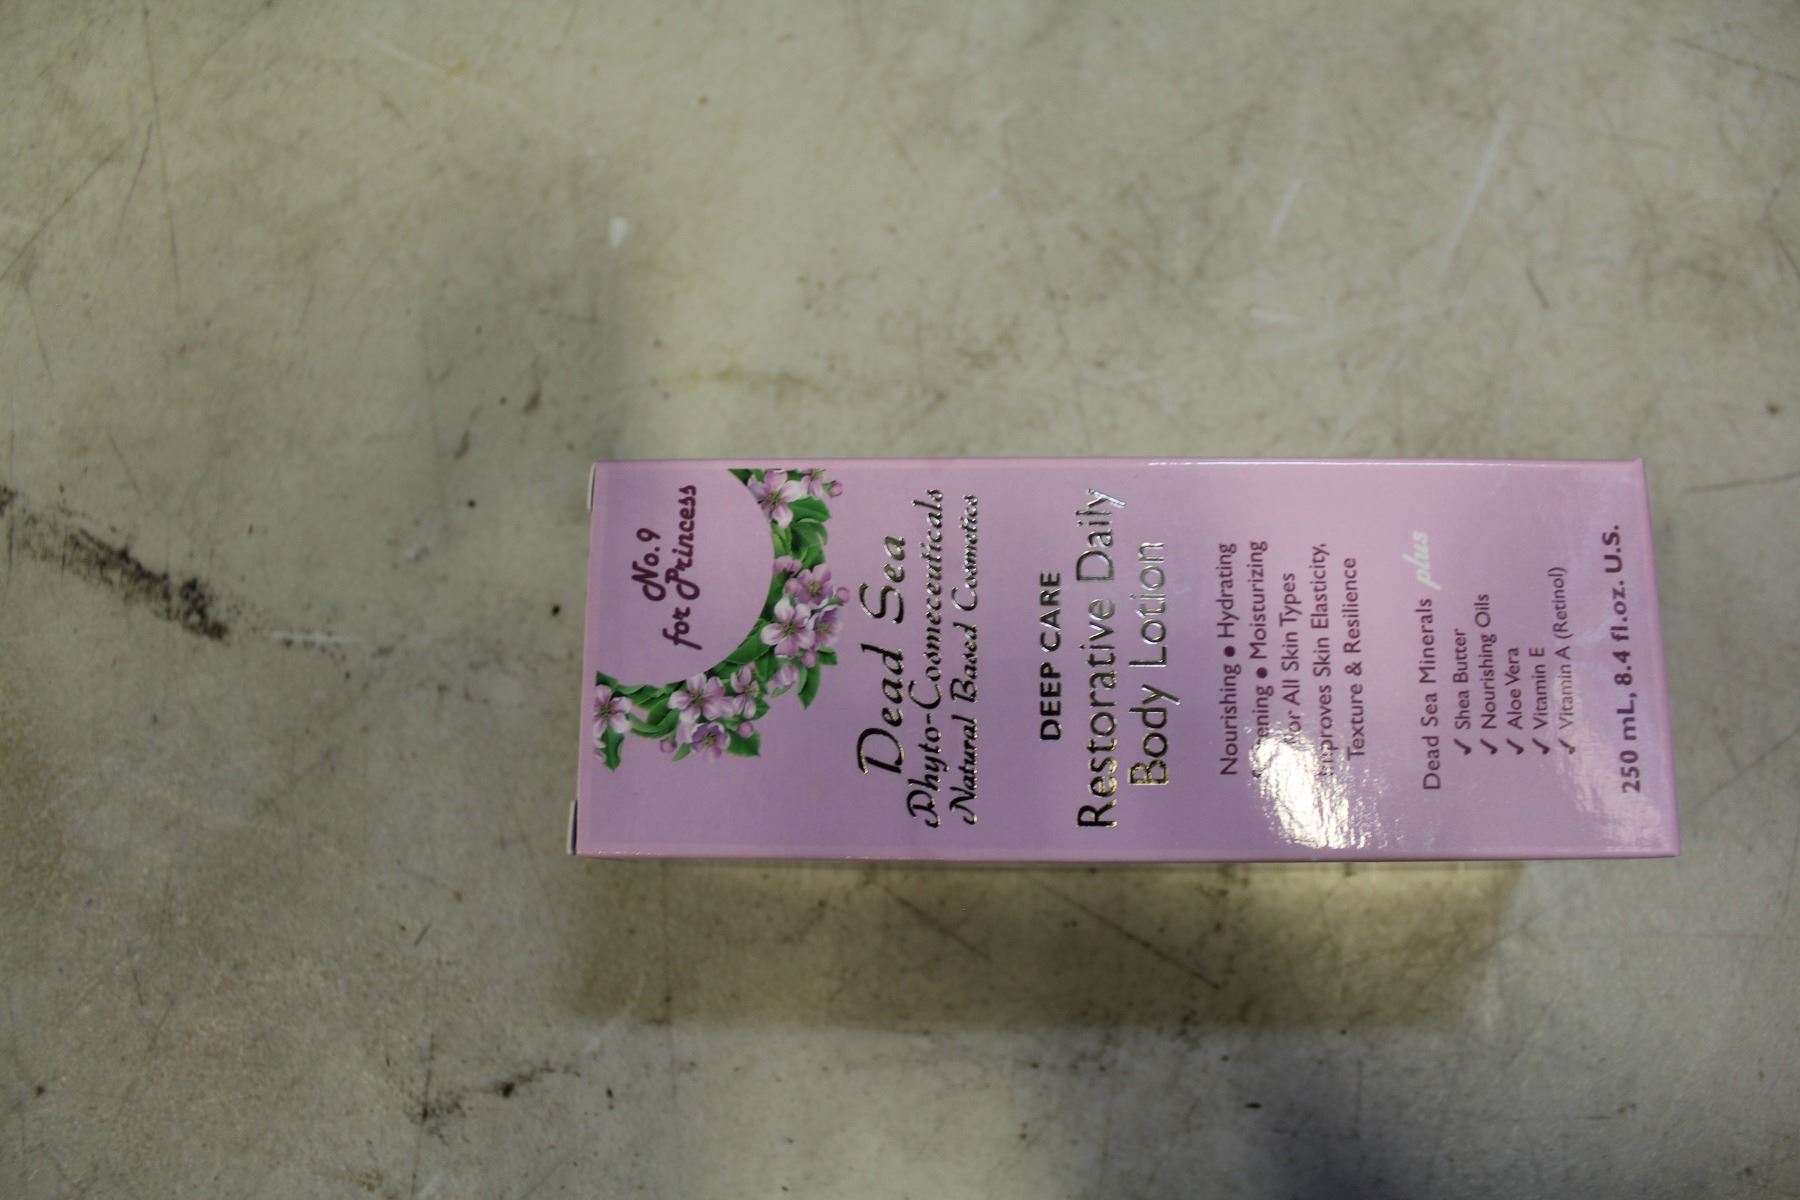 No.9
for Princess
Dead Sea
Phyto-Cosmeceuticals
Natural Based Cosmetics
DEEP CARE
Restorative Daily
Body Lotion
Nourishing ● Hydrating
● Moisturizing
For All Skin Types
Improves Skin Elasticity,
Texture & Resilience
Dead Sea Minerals plus
✓ Shea Butter
✓ Nourishing Oils
✓ Aloe Vera
✓ Vitamin E
✓ Vitamin A (Retinol)
250 mL, 8.4 fl.oz. U.S.